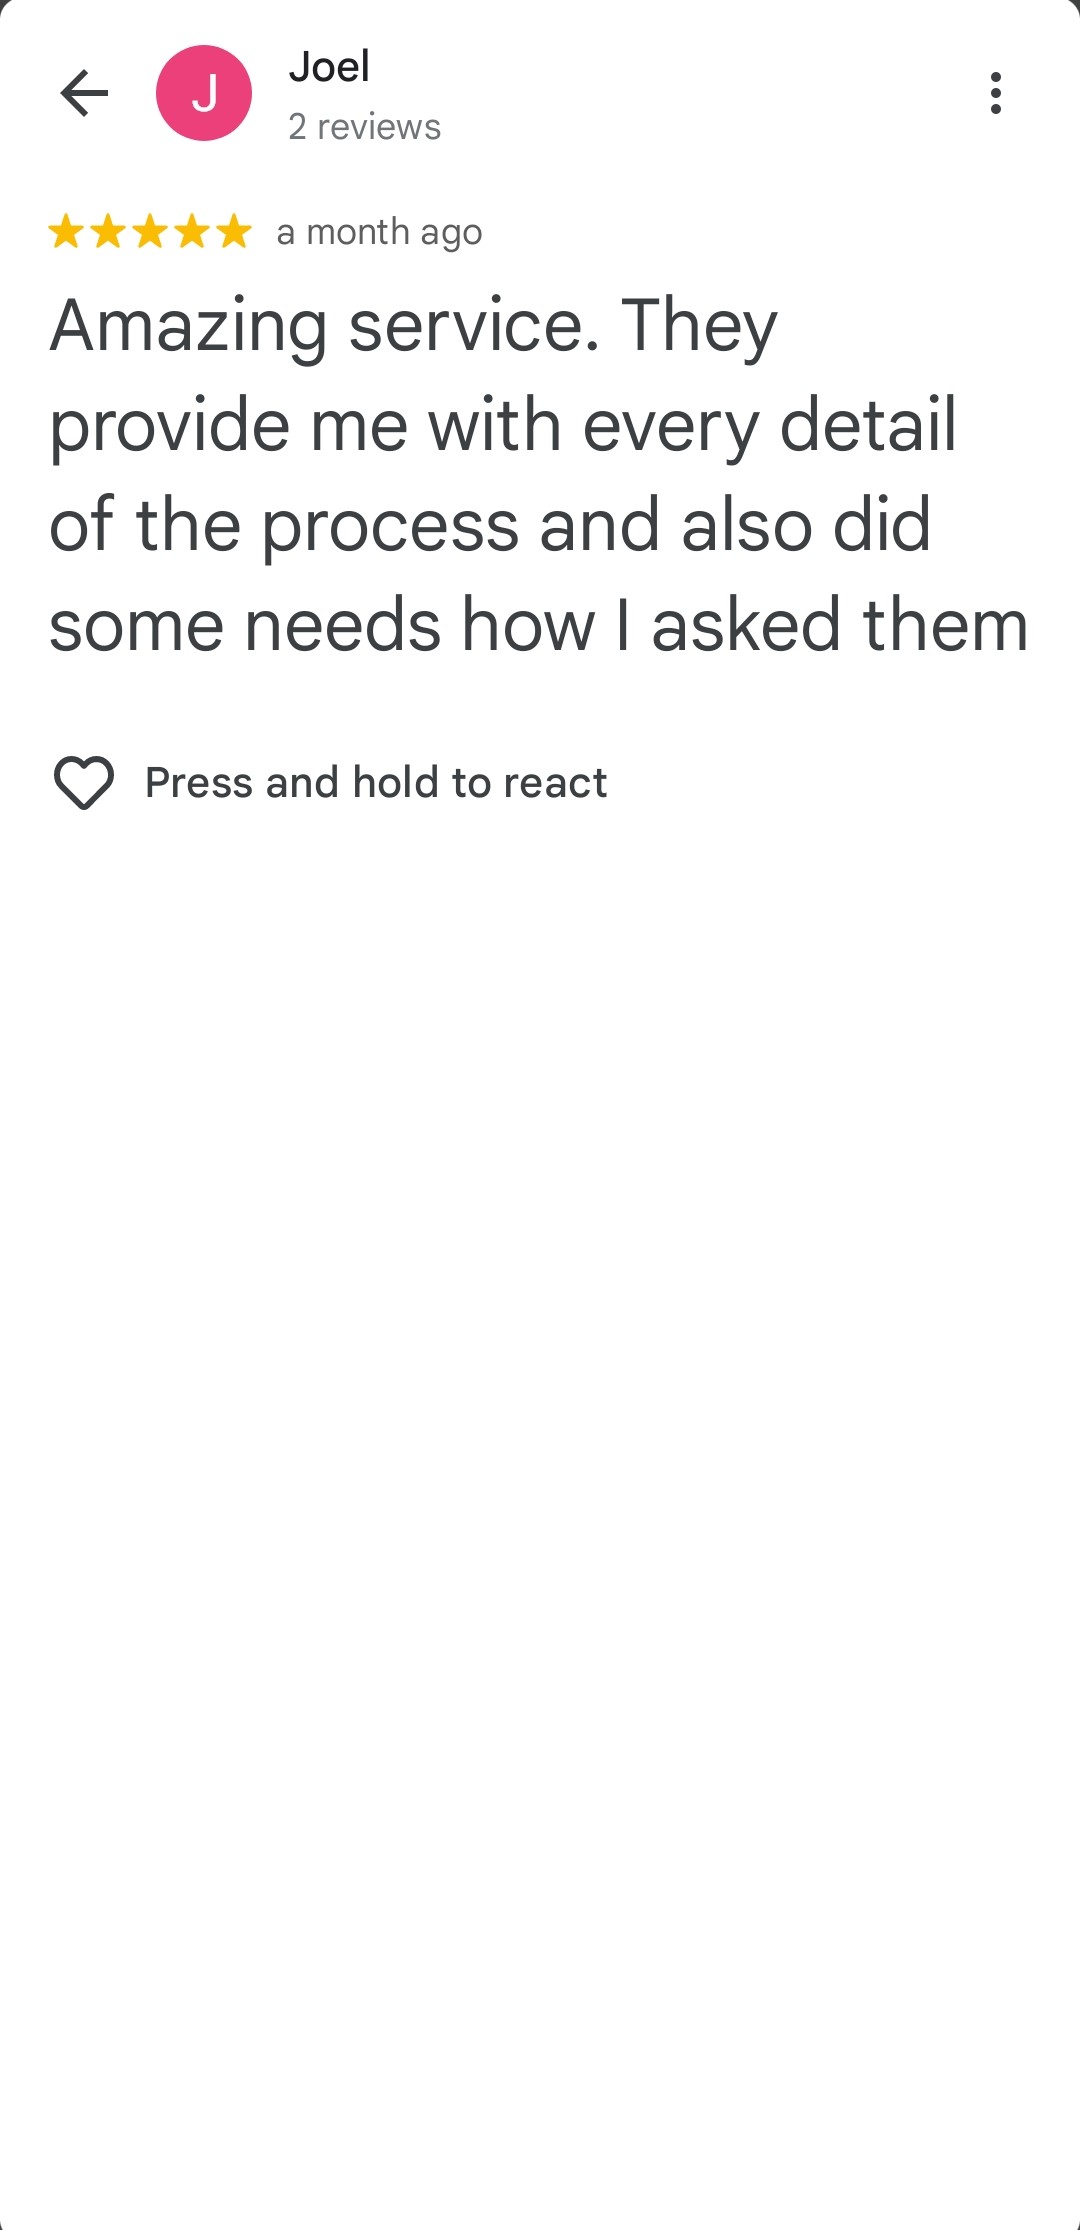 J
Joel
2 reviews
a month ago
Amazing service. They
provide me with every detail
of the process and also did
some needs how I asked them
Press and hold to react